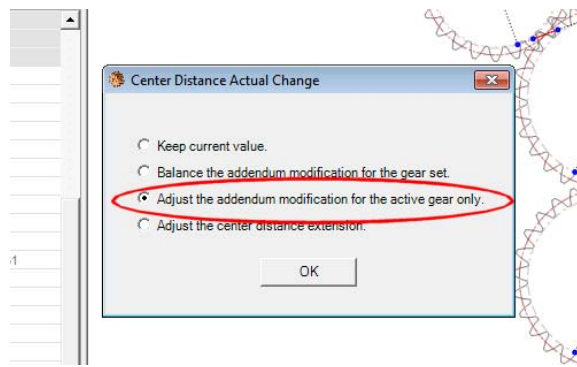 Center Distance Actual Change
Keep current value.
Balance the addendum modification for the gear set.
Adjust the addendum modification for the active gear only.
Adjust the center distance extension.
OK